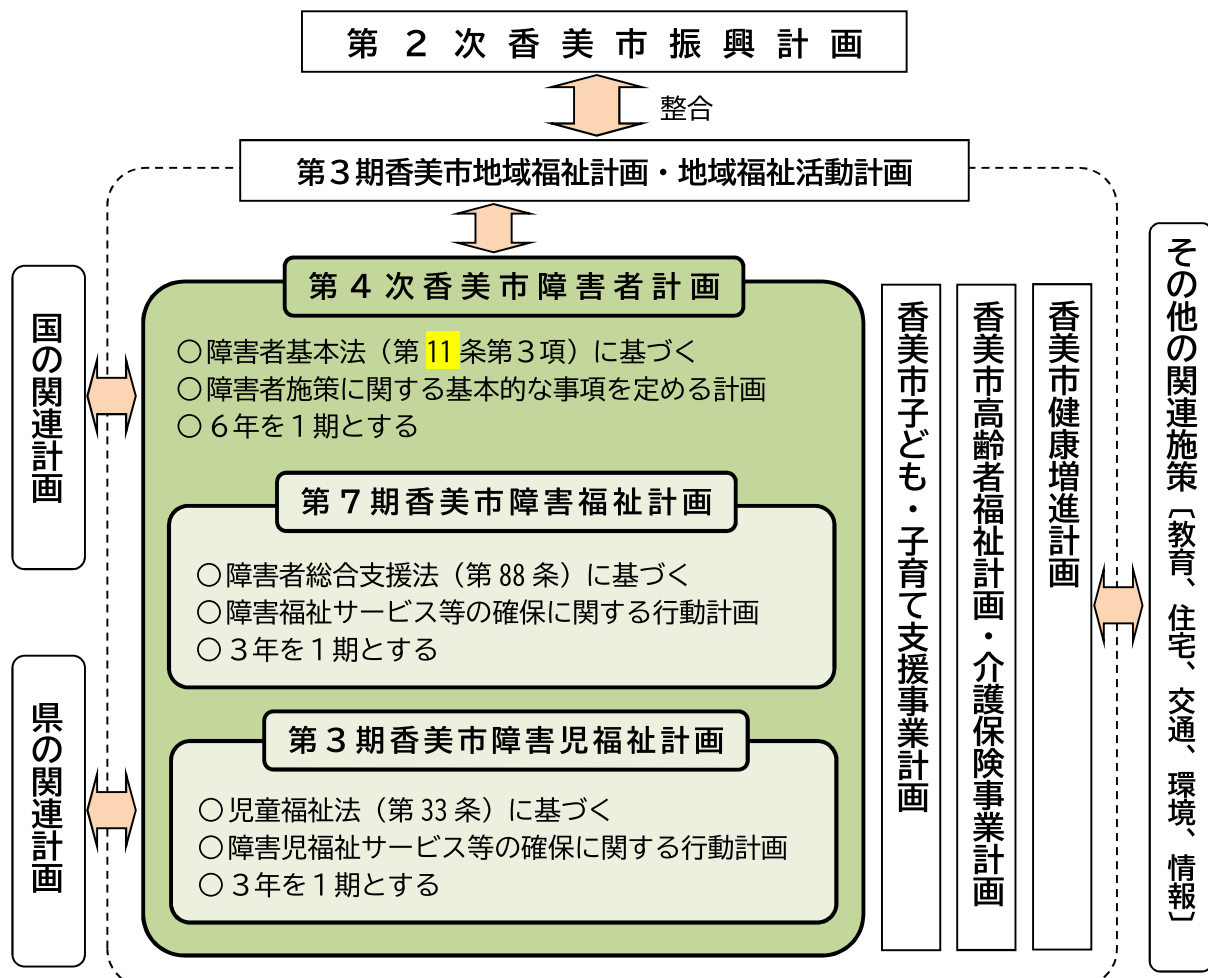 第２次香美市振興計画
整合
第３期香美市地域福祉計画・地域福祉活動計画
国の関連計画
県の関連計画
第４次香美市障害者計画
○障害者基本法（第 11 条第３項）に基づく
○障害者施策に関する基本的な事項を定める計画
○６年を１期とする
第７期香美市障害福祉計画
○障害者総合支援法（第 88 条）に基づく
○障害福祉サービス等の確保に関する行動計画
○３年を１期とする
第３期香美市障害児福祉計画
○児童福祉法（第 33 条）に基づく
○障害児福祉サービス等の確保に関する行動計画
○３年を１期とする
香美市子ども・子育て支援事業計画
香美市高齢者福祉計画・介護保険事業計画
香美市健康増進計画
その他の関連施策〔教育、住宅、交通、環境、情報〕